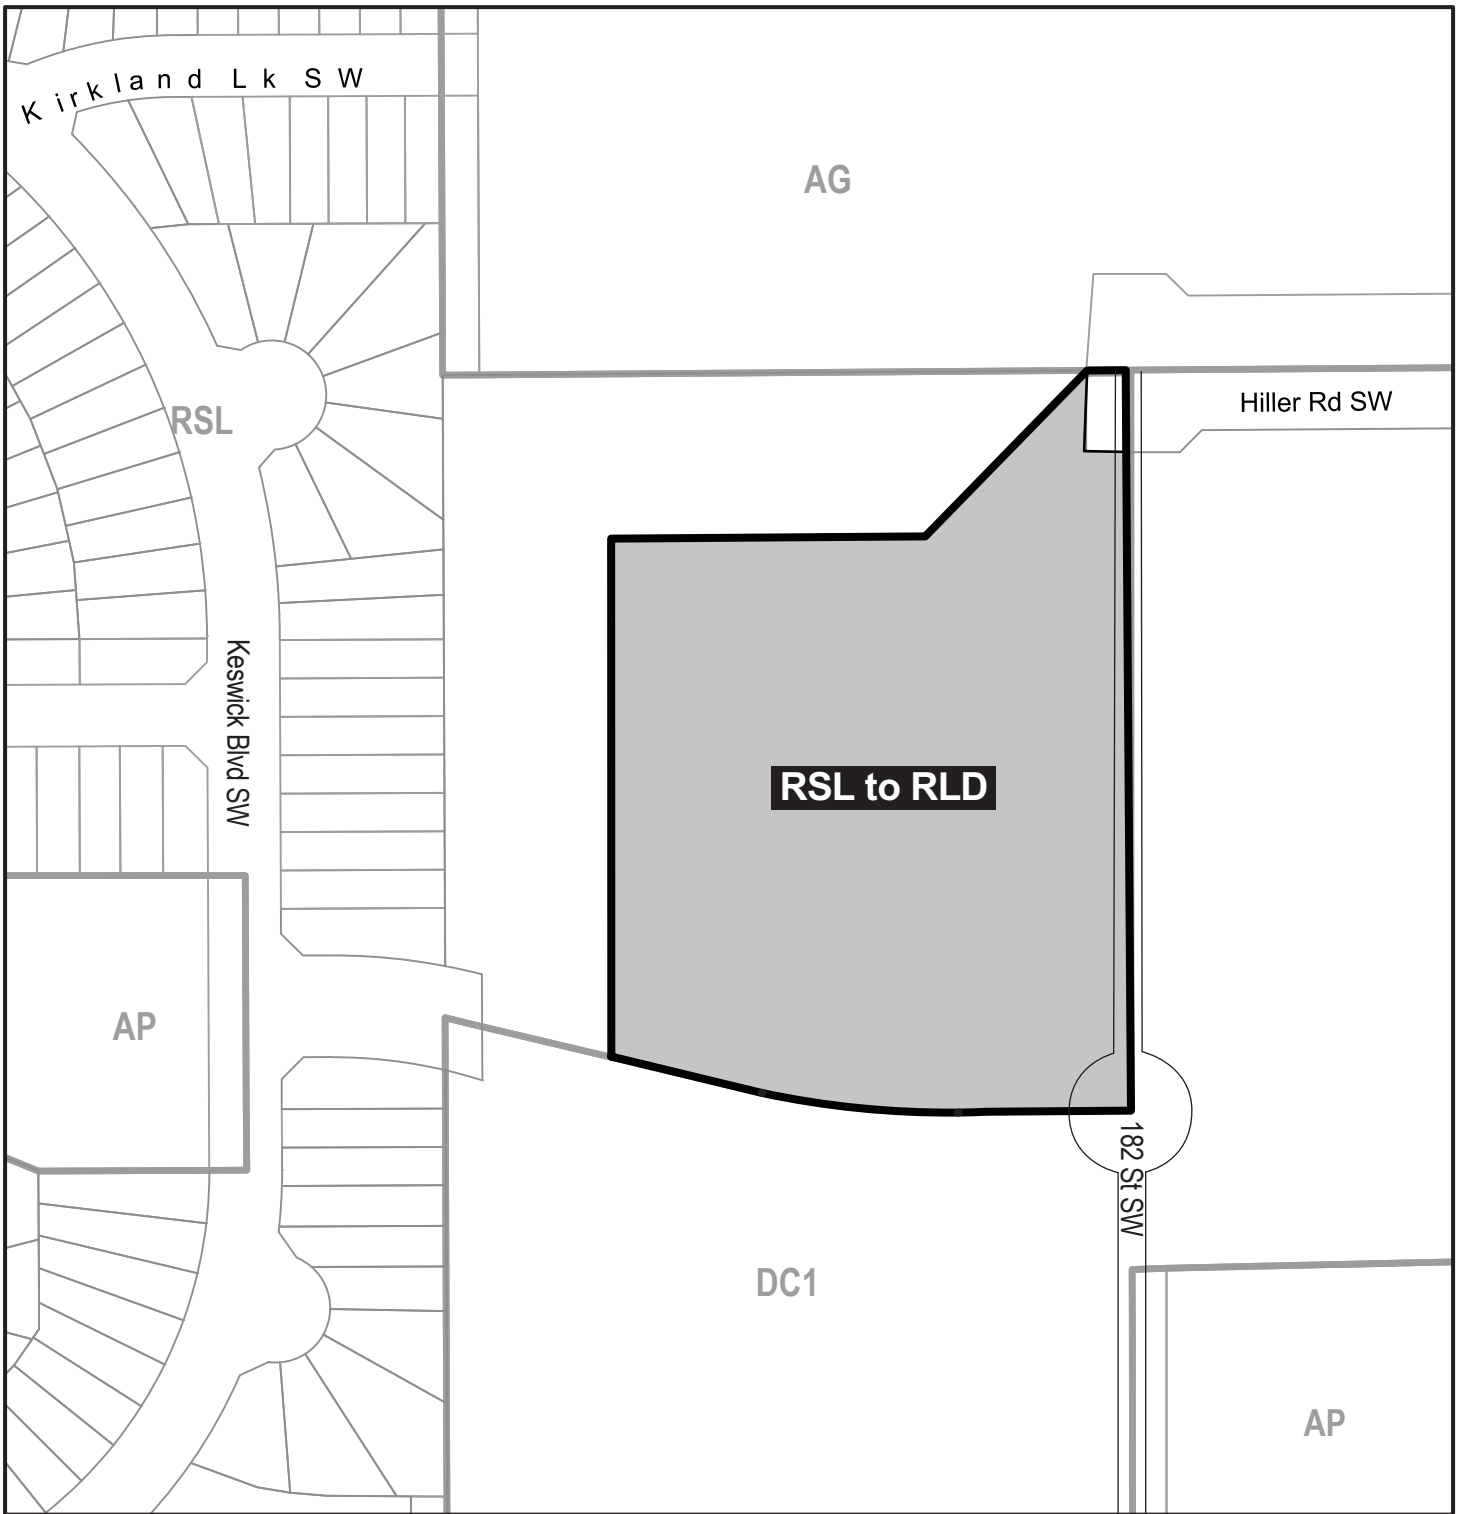 Kirkland Lk SW
AG
Hiller Rd SW
RSL
Keswick Blvd SW
RSL to RLD
AP
182 St SW
DC1
AP